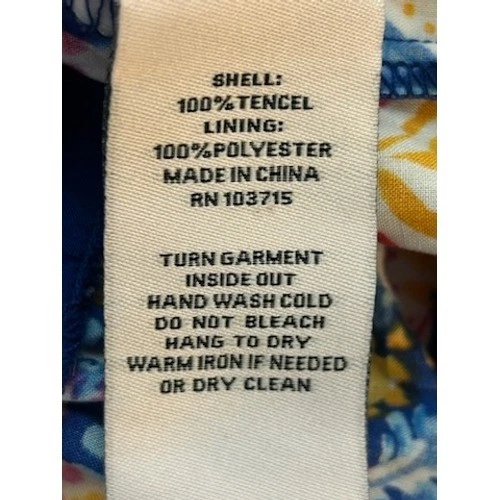 SHELL:
100%TENCEL
LINING:
100%POLYESTER
MADE IN CHINA
RN 103715
TURN GARMENT
INSIDE OUT
HAND WASH COLD
DO NOT BLEACH
HANG TO DRY
WARM IRON IF NEEDED
OR DRY CLEAN